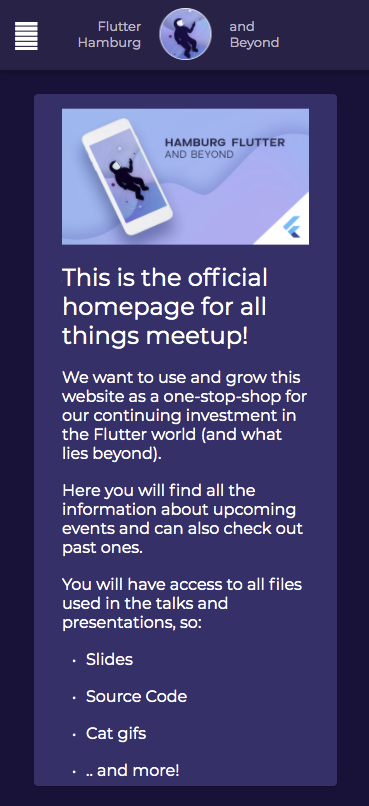 Flutter
Hamburg
and
Beyond
HAMBURG FLUTTER
AND BEYOND
This is the official
homepage for all
things meetup!
We want to use and grow this
website as a one-stop-shop for
our continuing investment in
the Flutter world (and what
lies beyond).
Here you will find all the
information about upcoming
events and can also check out
past ones.
You will have access to all files
used in the talks and
presentations, so:
• Slides
• Source Code
• Cat gifs
• .. and more!